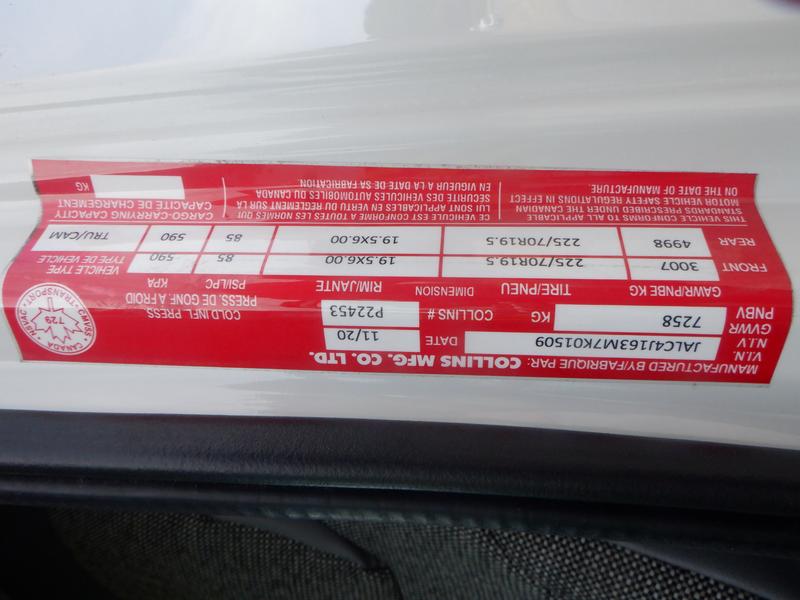 MANUFACTURED BY/FABRIQUE PAR: COLLINS MFG. CO. LTD.
V.I.N. N.I.V JALC4J163M7K01509 DATE 11/20
GVWR PNBV 7258 KG COLLINS # P22453
COLD INFL. PRESS
PRESS. DE GONF A FROID
GAWR/PNBE KG TIRE/PNEU DIMENSION RIM/JANTE PSI/LPC KPA VEHICLE TYPE
TYPE DE VEHICLE
FRONT 3007 225/70R19.5 19.5X6.00 85 590
REAR 4998 225/70R19.5 19.5X6.00 85 590 TRU/CAM
THIS VEHICLE CONFORMS TO ALL APPLICABLE
STANDARDS PRESCRIBED UNDER THE CANADIAN
MOTOR VEHICLE SAFETY REGULATIONS IN EFFECT
ON THE DATE OF MANUFACTURE.
CE VEHICULE EST CONFORME A TOUTES LES NORMES QUI
LUI SONT APPLICABLES EN VERTU DU REGLEMENT SUR LA
SÉCURITÉ DES VEHICULES AUTOMOBILES DU CANADA
EN VIGUEUR A LA DATE DE SA FABRICATION.
CARGO-CARRYING CAPACITY
CAPACITÉ DE CHARGEMENT
KG
TRANSPORT
729
CANADA